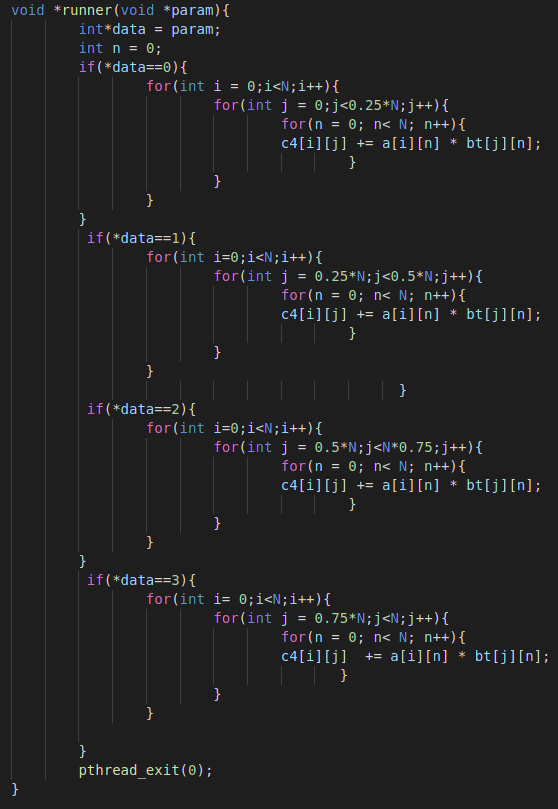 void *runner(void *param){
int*data = param;
int n = 0;
if(*data==0){
for(int i = 0;i<N;i++){
for(int j = 0;j<0.25*N;j++){
for(n = 0; n< N; n++){
c4[i][j] += a[i][n] * bt[j][n];
}
}
}
}
if(*data==1){
for(int i=0;i<N;i++){
for(int j = 0.25*N;j<0.5*N;j++){
for(n = 0; n< N; n++){
c4[i][j] += a[i][n] * bt[j][n];
}
}
}
}
if(*data==2){
for(int i=0;i<N;i++){
for(int j = 0.5*N;j<N*0.75;j++){
for(n = 0; n< N; n++){
c4[i][j] += a[i][n] * bt[j][n];
}
}
}
}
if(*data==3){
for(int i= 0;i<N;i++){
for(int j = 0.75*N;j<N;j++){
for(n = 0; n< N; n++){
c4[i][j]  += a[i][n] * bt[j][n];
}
}
}
}
pthread_exit(0);
}